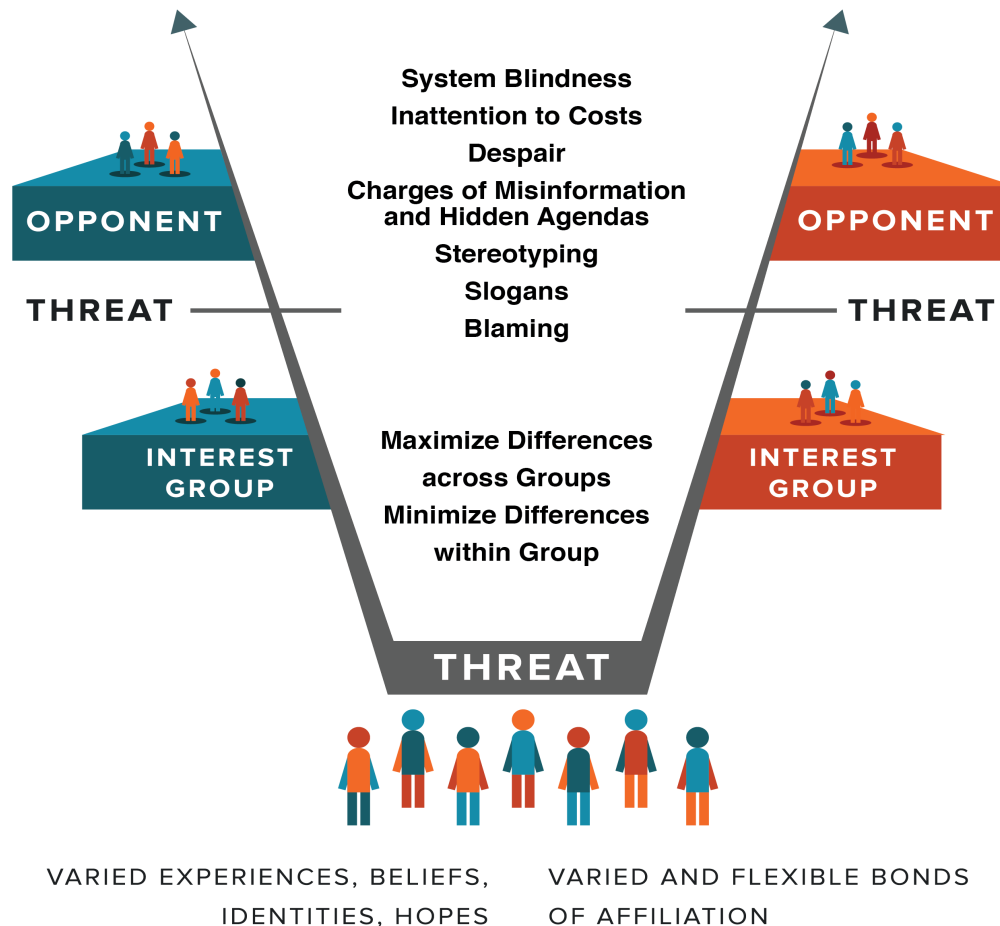 System Blindness
Inattention to Costs
Despair
Charges of Misinformation
and Hidden Agendas
Stereotyping
Slogans
Blaming
OPPONENT
OPPONENT
THREAT
THREAT
INTEREST
GROUP
INTEREST
GROUP
Maximize Differences
across Groups
Minimize Differences
within Group
THREAT
VARIED EXPERIENCES, BELIEFS,
IDENTITIES, HOPES
VARIED AND FLEXIBLE BONDS
OF AFFILIATION